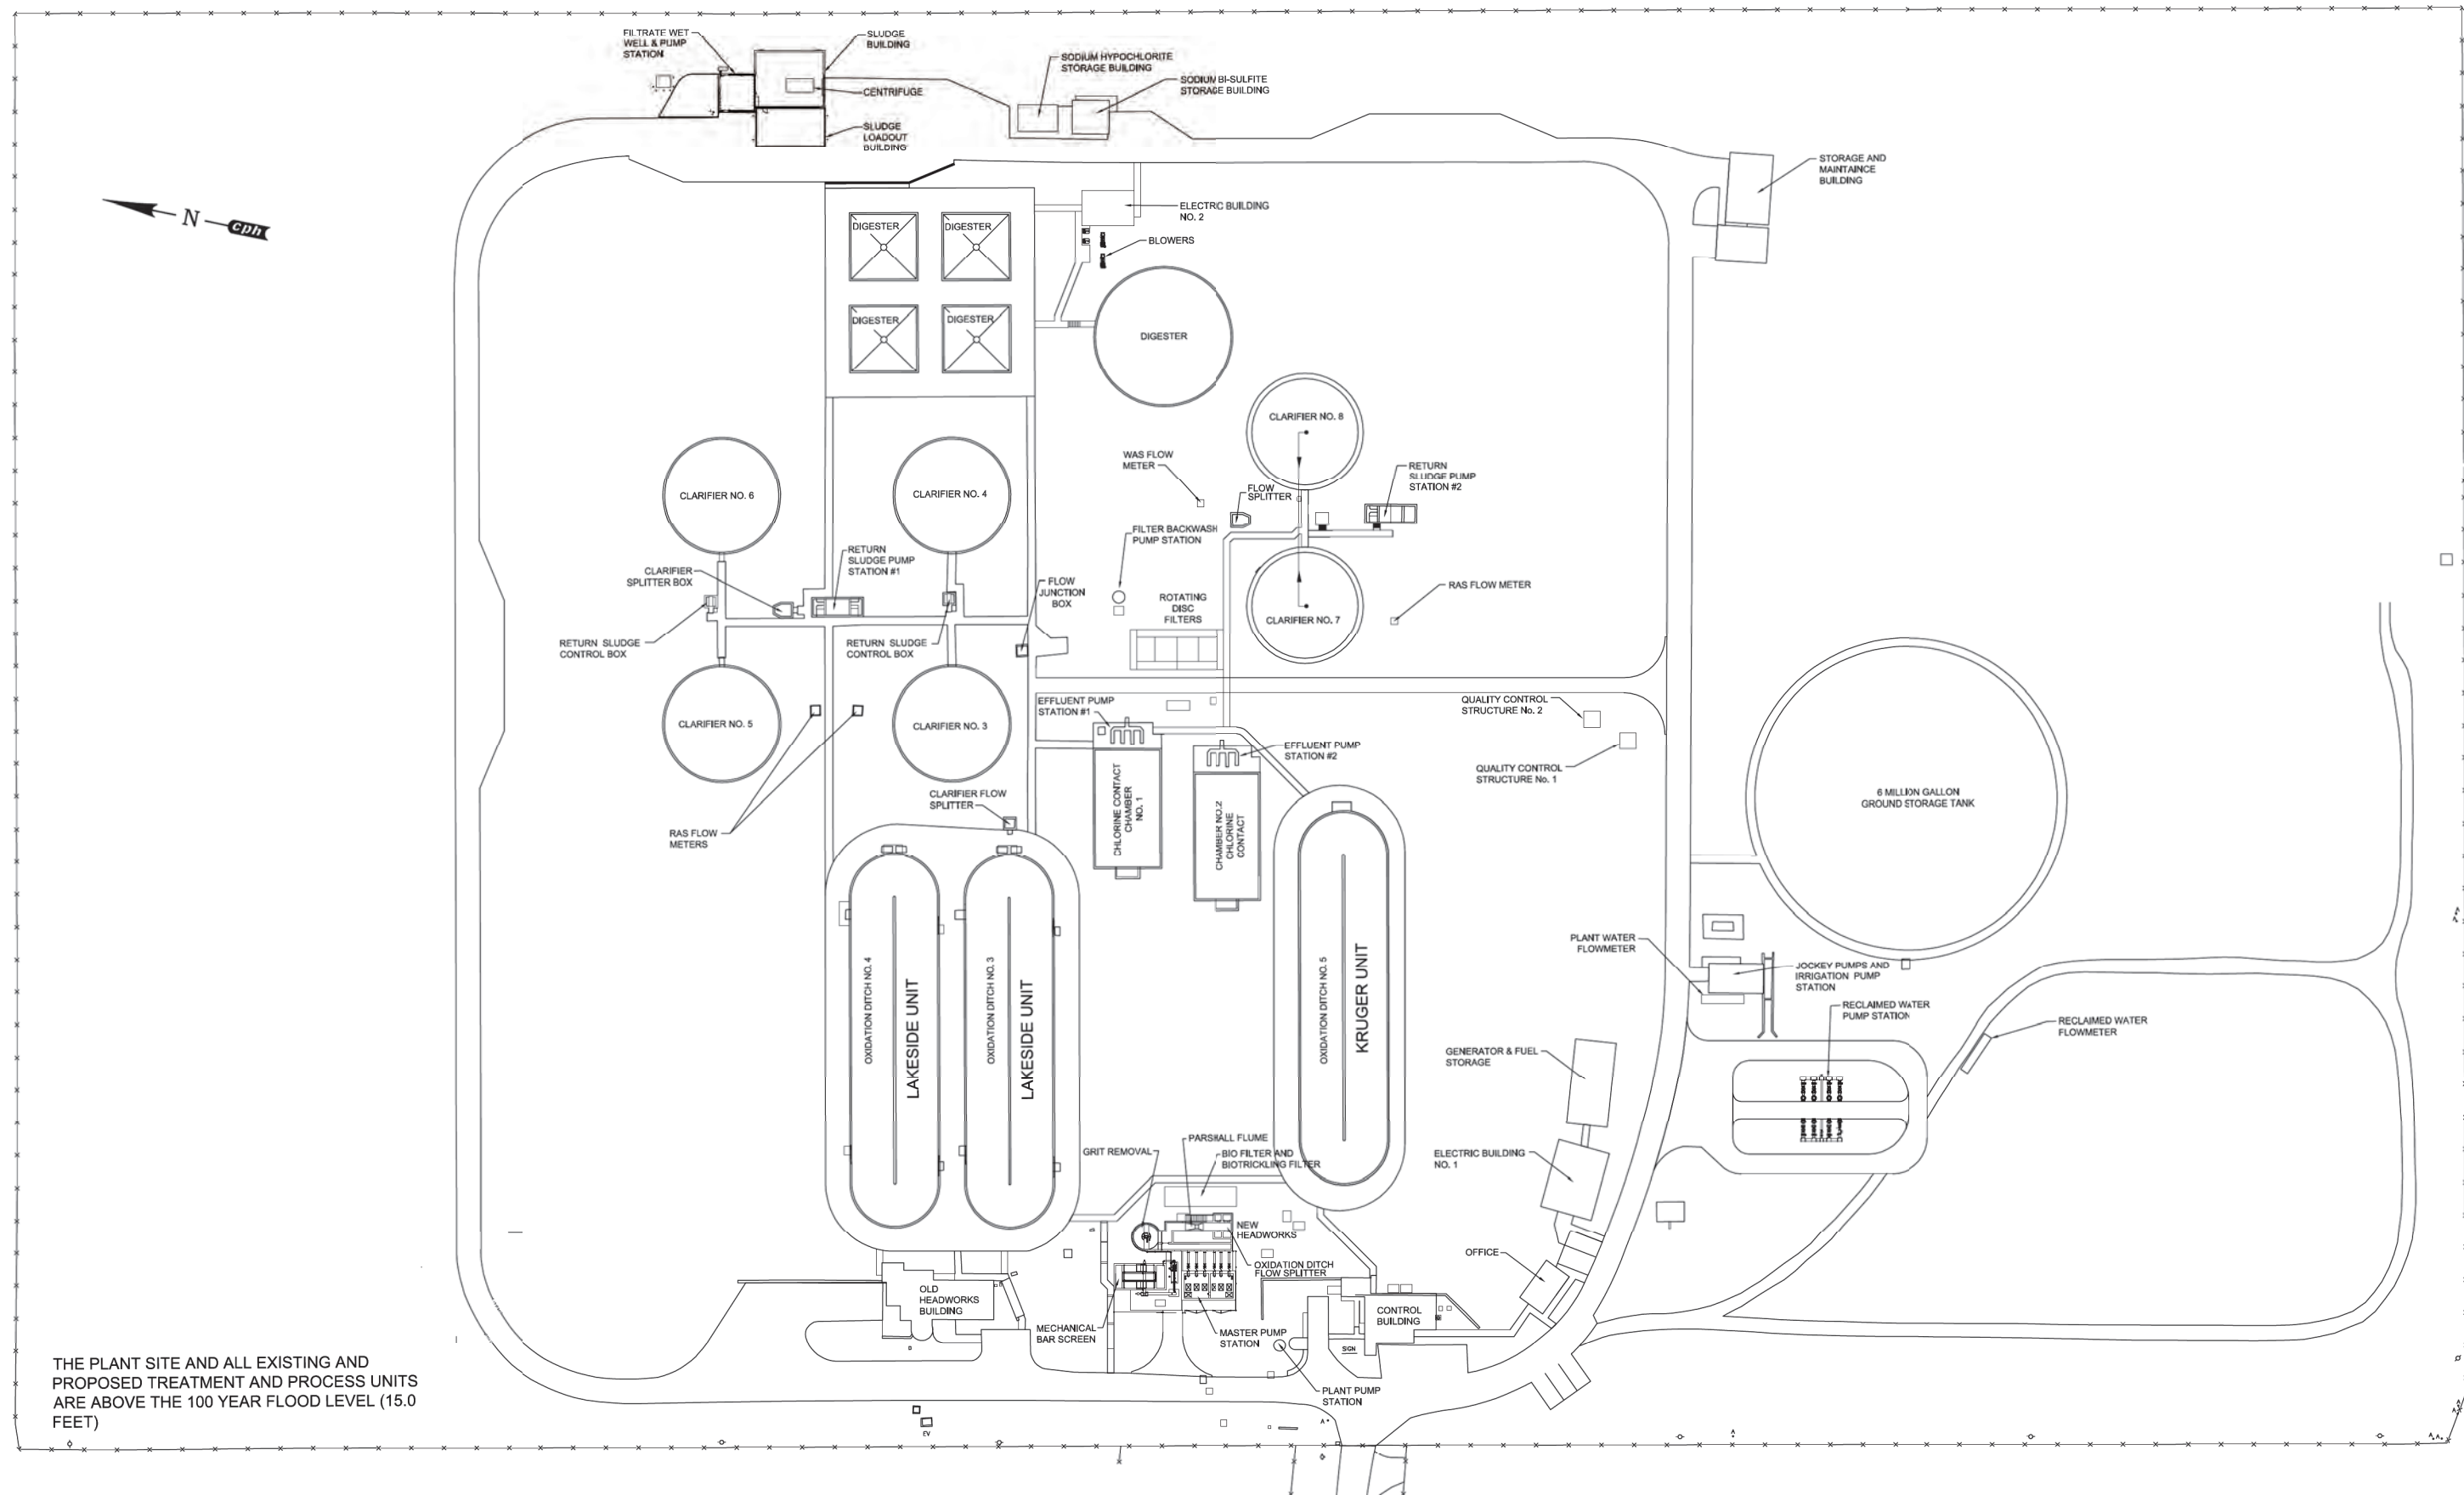 FILTRATE WET
WELL & PUMP
STATION
SLUDGE
BUILDING
CENTRIFUGE
SLUDGE
LOADOUT
BUILDING
SODIUM HYPOCHLORITE
STORAGE BUILDING
SODIUM BI-SULFITE
STORAGE BUILDING
STORAGE AND
MAINTAINCE
BUILDING
N
cph
DIGESTER
DIGESTER
DIGESTER
DIGESTER
ELECTRIC BUILDING
NO. 2
BLOWERS
DIGESTER
CLARIFIER NO. 8
CLARIFIER NO. 6
CLARIFIER NO. 4
WAS FLOW
METER
FLOW
SPLITTER
RETURN
SLUDGE PUMP
STATION #2
FILTER BACKWASH
PUMP STATION
RETURN
SLUDGE PUMP
STATION #1
CLARIFIER
SPLITTER BOX
FLOW
JUNCTION
BOX
ROTATING
DISC
FILTERS
RAS FLOW METER
CLARIFIER NO. 7
RETURN SLUDGE
CONTROL BOX
RETURN SLUDGE
CONTROL BOX
EFFLUENT PUMP
STATION #1
QUALITY CONTROL
STRUCTURE No. 2
CLARIFIER NO. 5
CLARIFIER NO. 3
EFFLUENT PUMP
STATION #2
QUALITY CONTROL
STRUCTURE No. 1
CLARIFIER FLOW
SPLITTER
CHLORINE CONTACT
CHAMBER
NO. 1
CHAMBER NO.2
CHLORINE
CONTACT
6 MILLION GALLON
GROUND STORAGE TANK
RAS FLOW
METERS
OXIDATION DITCH NO. 4
LAKESIDE UNIT
OXIDATION DITCH NO. 3
LAKESIDE UNIT
OXIDATION DITCH NO. 5
KRUGER UNIT
PLANT WATER
FLOWMETER
JOCKEY PUMPS AND
IRRIGATION PUMP
STATION
RECLAIMED WATER
PUMP STATION
RECLAIMED WATER
FLOWMETER
GENERATOR & FUEL
STORAGE
PARSHALL FLUME
GRIT REMOVAL
BIO FILTER AND
BIOTRICKLING FILTER
ELECTRIC BUILDING
NO. 1
NEW
HEADWORKS
OXIDATION DITCH
FLOW SPLITTER
OFFICE
OLD
HEADWORKS
BUILDING
CONTROL
BUILDING
MECHANICAL
BAR SCREEN
MASTER PUMP
STATION
SIGN
PLANT PUMP
STATION
THE PLANT SITE AND ALL EXISTING AND
PROPOSED TREATMENT AND PROCESS UNITS
ARE ABOVE THE 100 YEAR FLOOD LEVEL (15.0
FEET)
EV